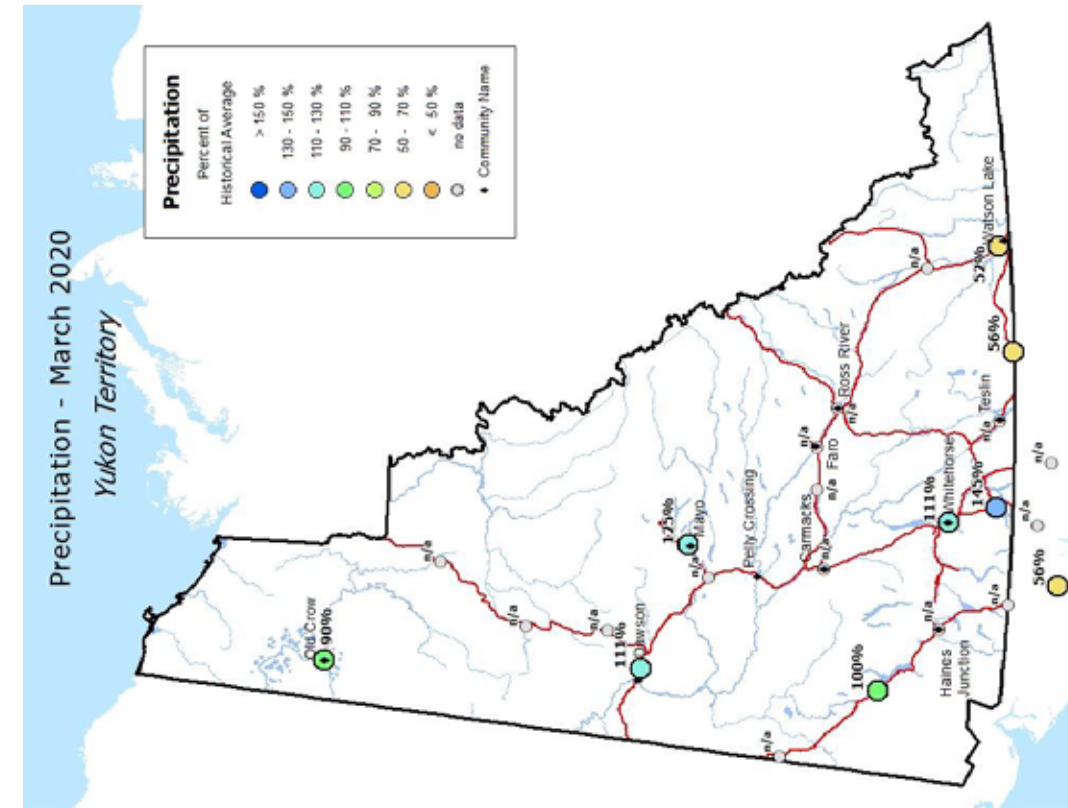 Precipitation - March 2020
Yukon Territory
Precipitation
Percent of
Historical Average
> 150 %
130 - 150 %
110 - 130 %
90 - 110 %
70 - 90 %
50 - 70 %
< 50 %
no data
Community Name
Old Crow
90%
n/a
n/a
n/a
111%
Dawson
125%
Mayo
n/a
Pelly Crossing
Carmacks
n/a
n/a
n/a
Faro
Ross River
n/a
n/a
100%
n/a
Haines
Junction
n/a
n/a
111%
Whitehorse
145%
n/a
Teslin
56%
52%
Watson Lake
n/a
n/a
56%